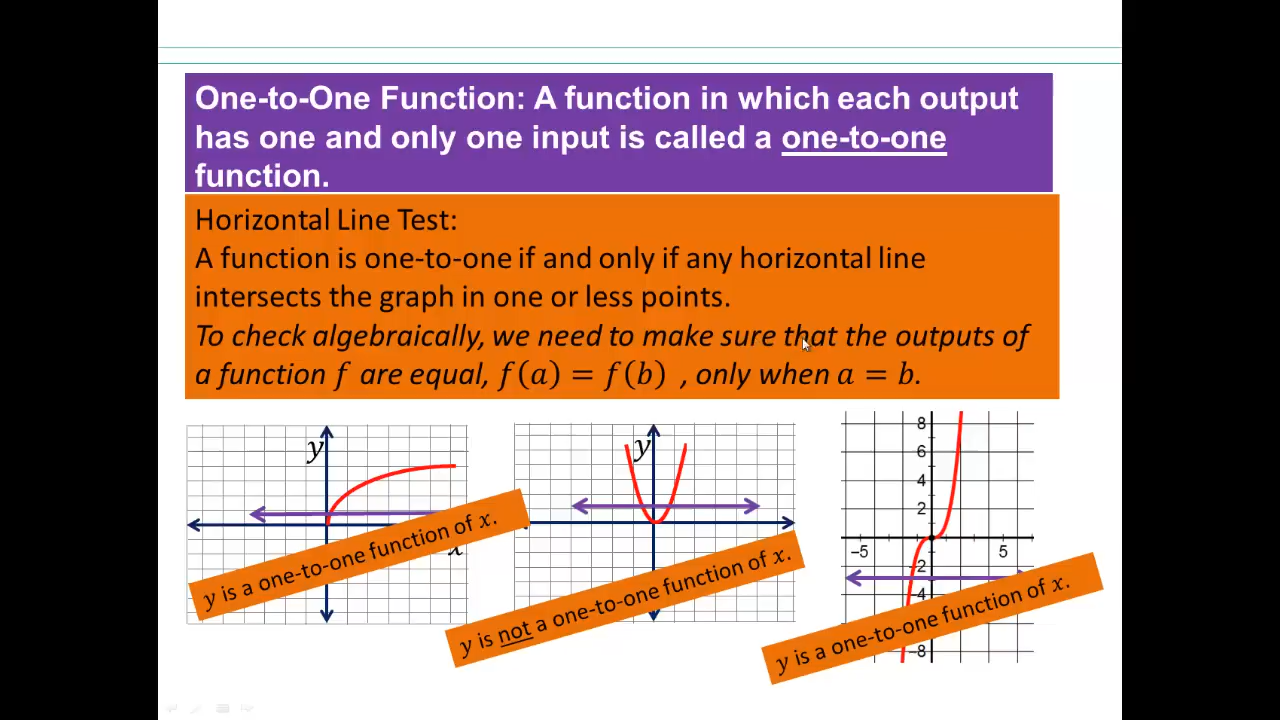 One-to-One Function: A function in which each output
has one and only one input is called a one-to-one
function.
Horizontal Line Test:
A function is one-to-one if and only if any horizontal line
intersects the graph in one or less points.
To check algebraically, we need to make sure that the outputs of
a function f are equal, f(a) = f(b) , only when a = b.
y
x
y is a one-to-one function of x.
y
y is not a one-to-one function of x.
8
6
4
2
-5
5
-2
-4
-8
y is a one-to-one function of x.